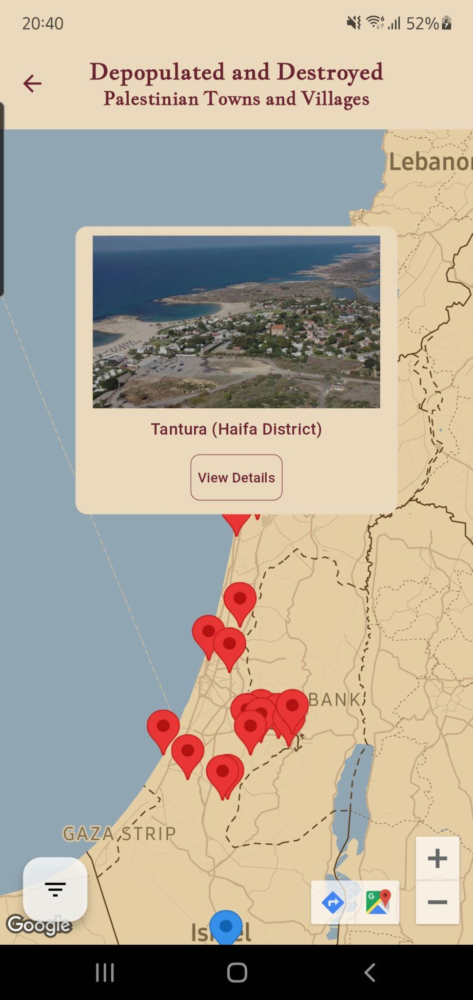 20:40
52%
Depopulated and Destroyed
Palestinian Towns and Villages
Lebanon
Tantura (Haifa District)
View Details
BANK
GAZA STRIP
Google
G